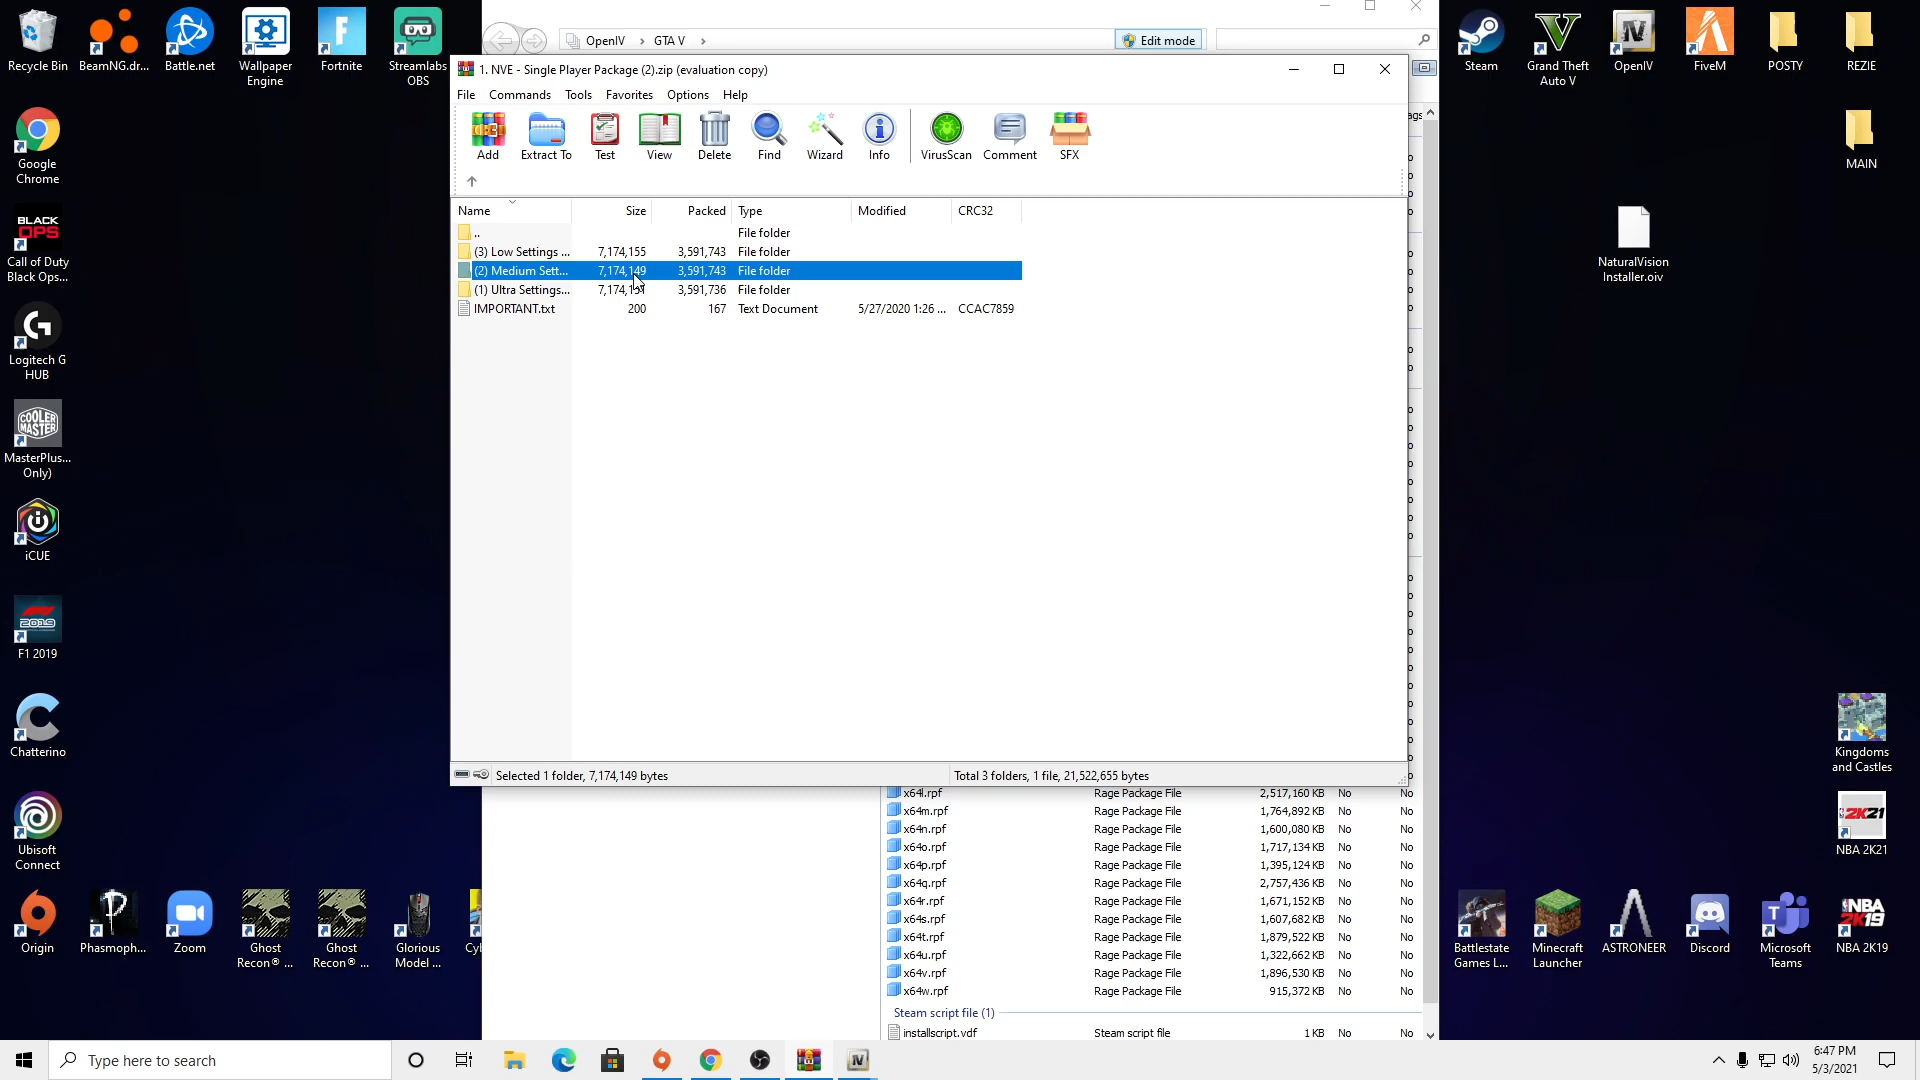 Recycle Bin
BeamNG.dr...
Battle.net
Wallpaper
Engine
Fortnite
Streamlabs
OBS
Google
Chrome
BLACK
OPS
Call of Duty
Black Ops...
Logitech G
HUB
COOLER
MASTER
MasterPlus...
Only)
iCUE
2019
F1 2019
Chatterino
Ubisoft
Connect
Origin
Phasmoph...
Zoom
Ghost
Recon® ...
Ghost
Recon® ...
Glorious
Model ...
Cyl
OpenIV
GTA V
Edit mode
1. NVE - Single Player Package (2).zip (evaluation copy)
File
Commands
Tools
Favorites
Options
Help
Add
Extract To
Test
View
Delete
Find
Wizard
Info
VirusScan
Comment
SFX
Name
Size
Packed
Type
Modified
CRC32
..
File folder
(3) Low Settings ... 7,174,155 3,591,743 File folder
(2) Medium Sett... 7,174,149 3,591,743 File folder
(1) Ultra Settings... 3,591,736 File folder
IMPORTANT.txt 200 167 Text Document 5/27/2020 1:26 ... CCAC7859
Selected 1 folder, 7,174,149 bytes
Total 3 folders, 1 file, 21,522,655 bytes
x64l.rpf Rage Package File 2,517,160 KB No No
x64m.rpf Rage Package File 1,764,892 KB No No
x64n.rpf Rage Package File 1,600,080 KB No No
x64o.rpf Rage Package File 1,717,134 KB No No
x64p.rpf Rage Package File 1,395,124 KB No No
x64q.rpf Rage Package File 2,757,436 KB No No
x64r.rpf Rage Package File 1,671,152 KB No No
x64s.rpf Rage Package File 1,607,682 KB No No
x64t.rpf Rage Package File 1,879,522 KB No No
x64u.rpf Rage Package File 1,322,662 KB No No
x64v.rpf Rage Package File 1,896,530 KB No No
x64w.rpf Rage Package File 915,372 KB No No
Steam script file (1)
installscript.vdf Steam script file 1 KB No No
Steam
Grand Theft
Auto V
OpenIV
FiveM
POSTY
REZIE
MAIN
NaturalVision
Installer.oiv
Kingdoms
and Castles
2K21
NBA 2K21
Battlestate
Games L...
Minecraft
Launcher
ASTRONEER
Discord
Microsoft
Teams
NBA
2K19
NBA 2K19
Type here to search
6:47 PM
5/3/2021